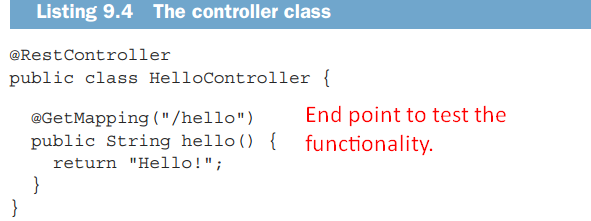 Listing 9.4 The controller class
@RestController
public class HelloController {
@GetMapping("/hello")
public String hello() {
return "Hello!";
}
}
End point to test the
functionality.